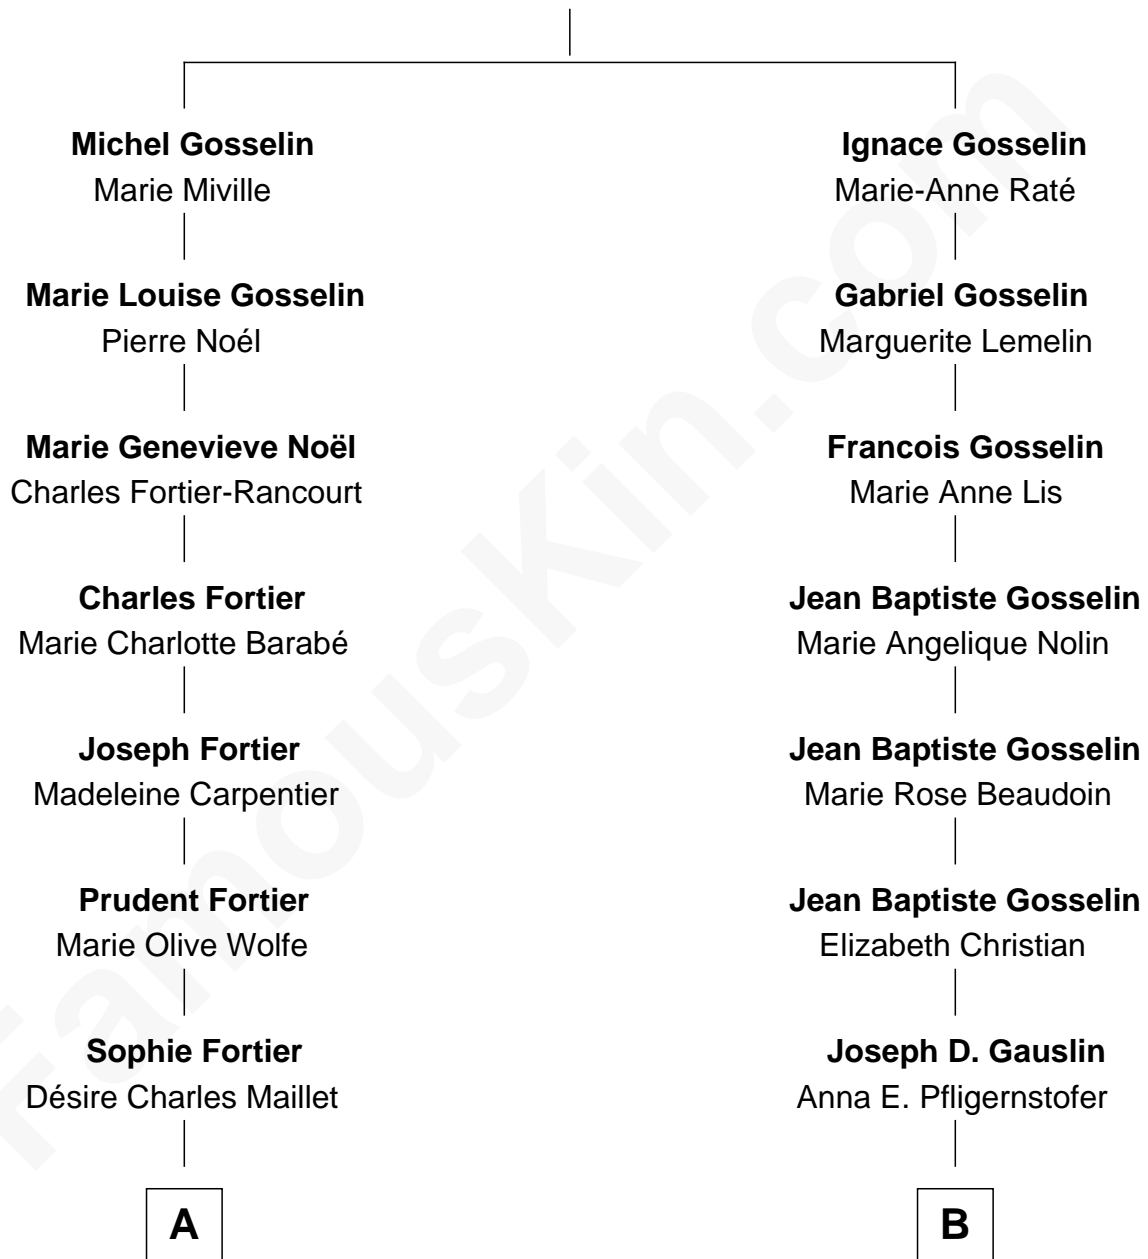 Michel Gosselin
Marie Miville
Marie Louise Gosselin
Pierre Noél
Marie Genevieve Noël
Charles Fortier-Rancourt
Charles Fortier
Marie Charlotte Barabé
Joseph Fortier
Madeleine Carpentier
Prudent Fortier
Marie Olive Wolfe
Sophie Fortier
Désire Charles Maillet
A
Ignace Gosselin
Marie-Anne Raté
Gabriel Gosselin
Marguerite Lemelin
Francois Gosselin
Marie Anne Lis
Jean Baptiste Gosselin
Marie Angelique Nolin
Jean Baptiste Gosselin
Marie Rose Beaudoin
Jean Baptiste Gosselin
Elizabeth Christian
Joseph D. Gauslin
Anna E. Pfligernstofer
B
FamousKin.com